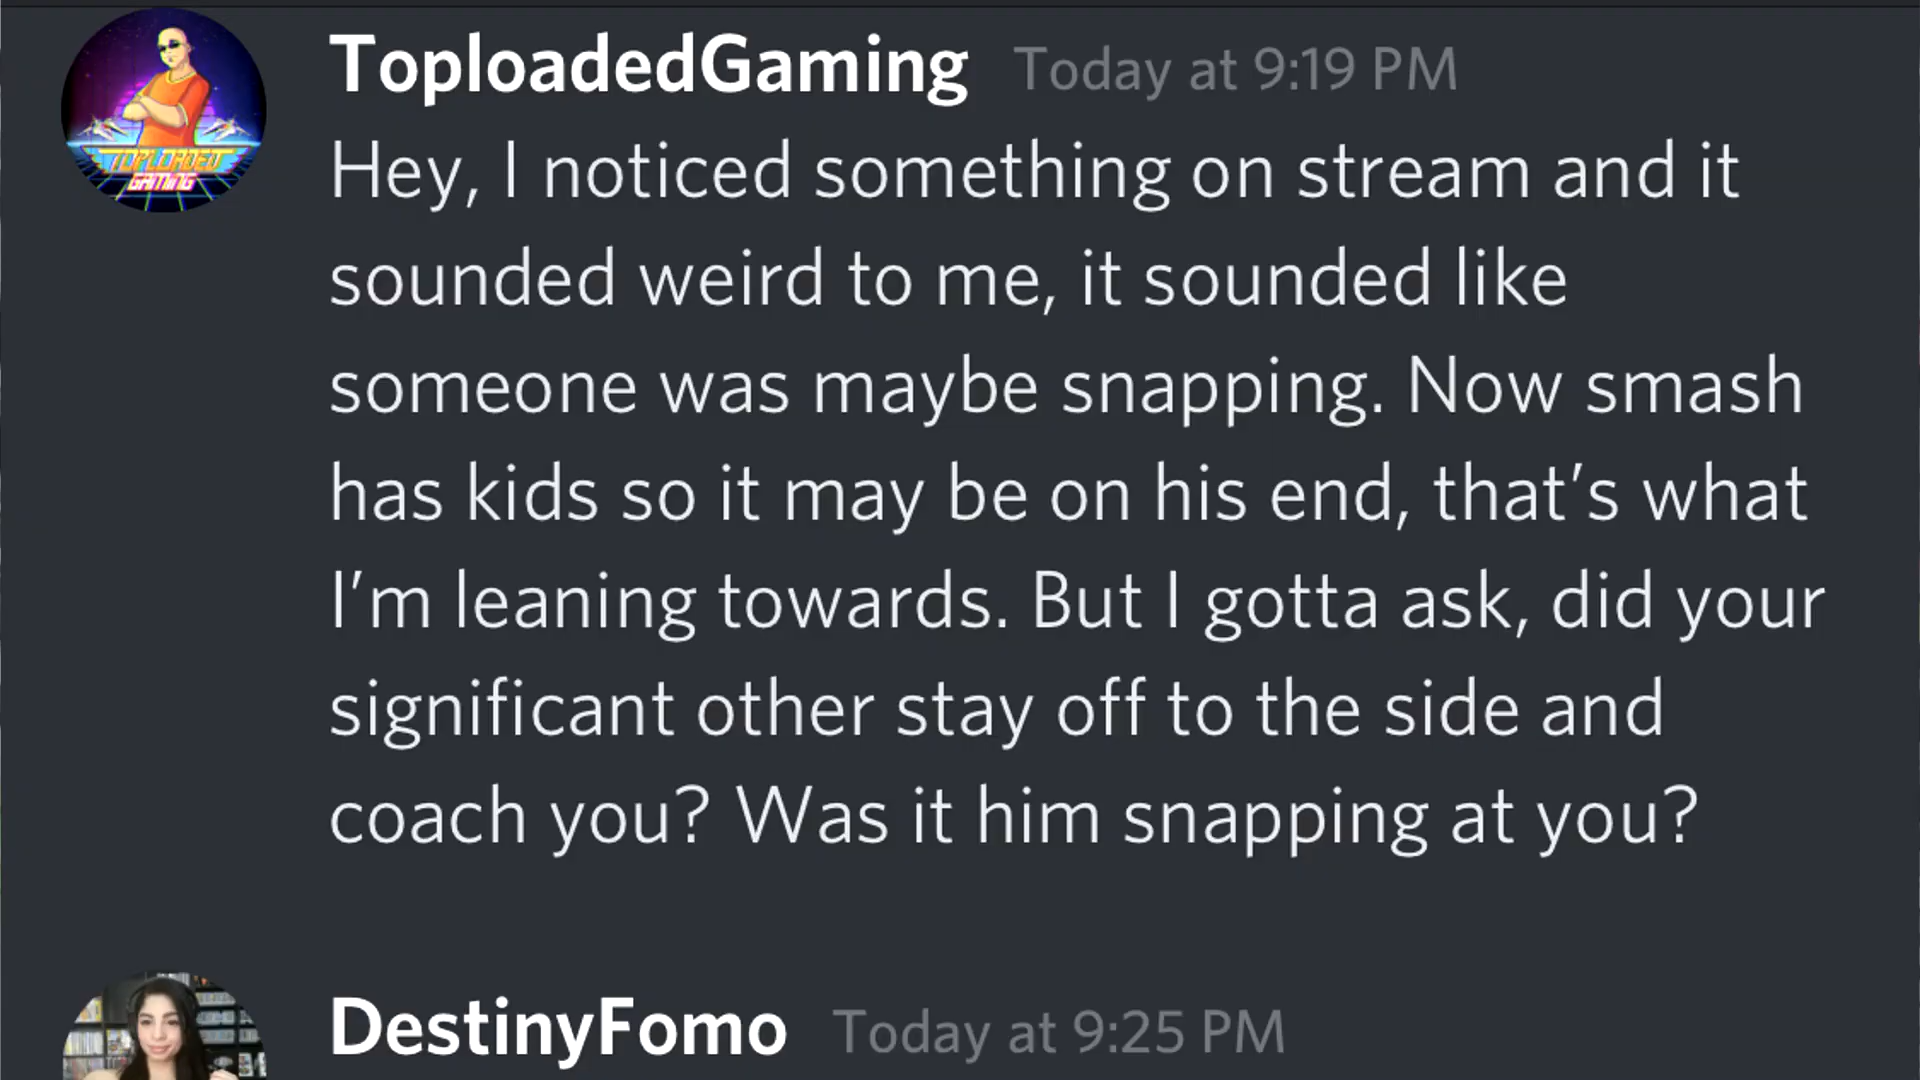 ToploadedGaming Today at 9:19 PM
TOPLOADED
GAMING
Hey, I noticed something on stream and it
sounded weird to me, it sounded like
someone was maybe snapping. Now smash
has kids so it may be on his end, that’s what
I’m leaning towards. But I gotta ask, did your
significant other stay off to the side and
coach you? Was it him snapping at you?
DestinyFomo Today at 9:25 PM